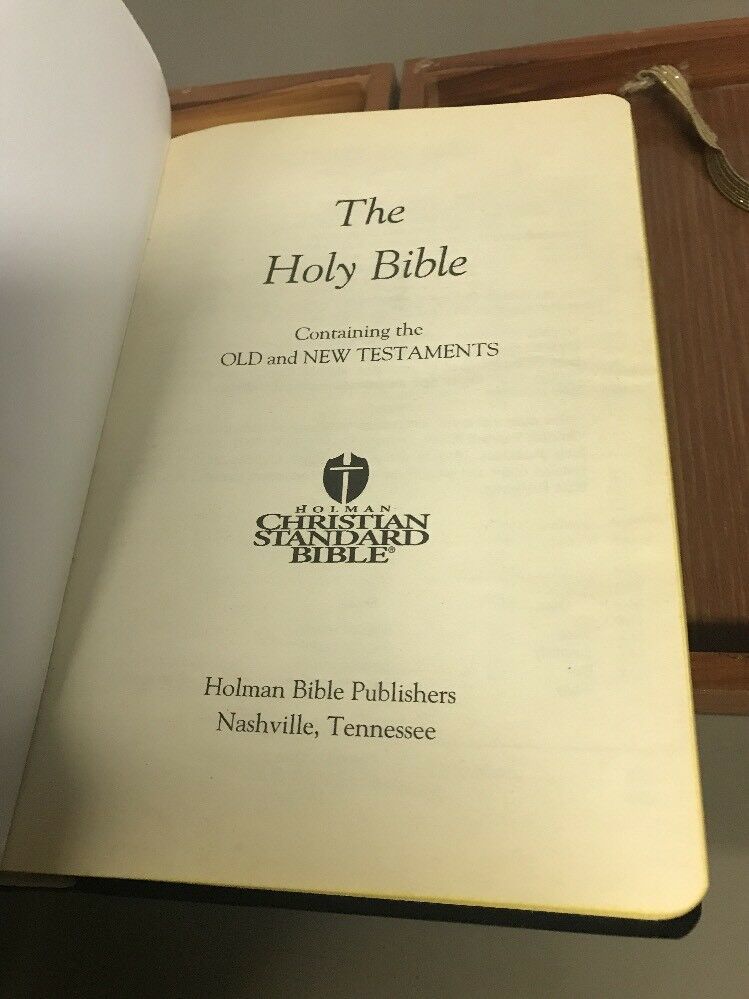 The
Holy Bible
Containing the
OLD and NEW TESTAMENTS
HOLMAN
CHRISTIAN
STANDARD
BIBLE®
Holman Bible Publishers
Nashville, Tennessee